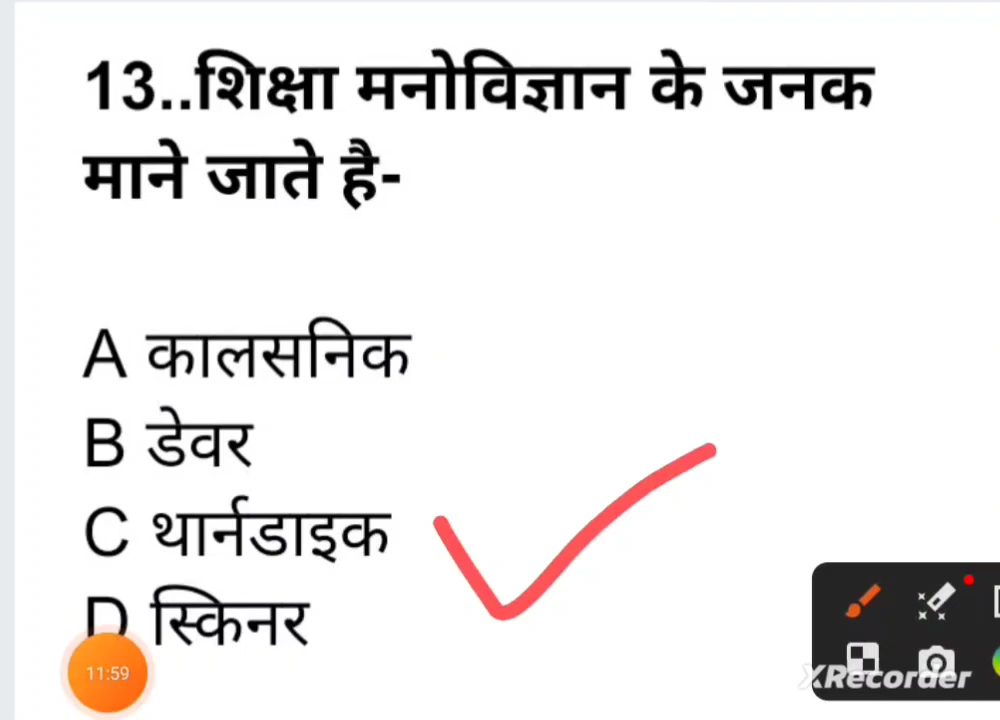 13..शिक्षा मनोविज्ञान के जनक
माने जाते है-
A कालसनिक
B डेवर
C थार्नडाइक
D स्किनर
11:59
XRecorder